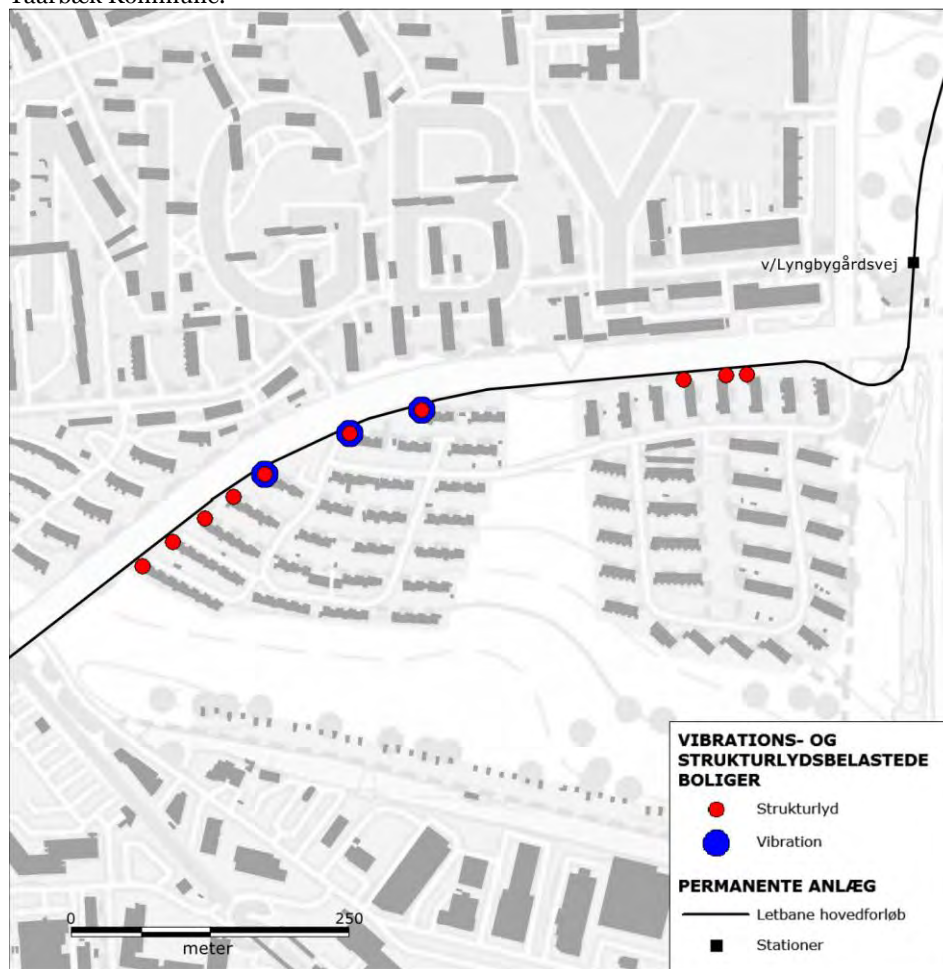 Taarbæk Kommune.
NGBY
v/Lyngbygårdsvej
VIBRATIONS- OG
STRUKTURLYDSBELASTEDE
BOLIGER
Strukturlyd
Vibration
PERMANENTE ANLÆG
Letbane hovedforløb
Stationer
0 250
meter